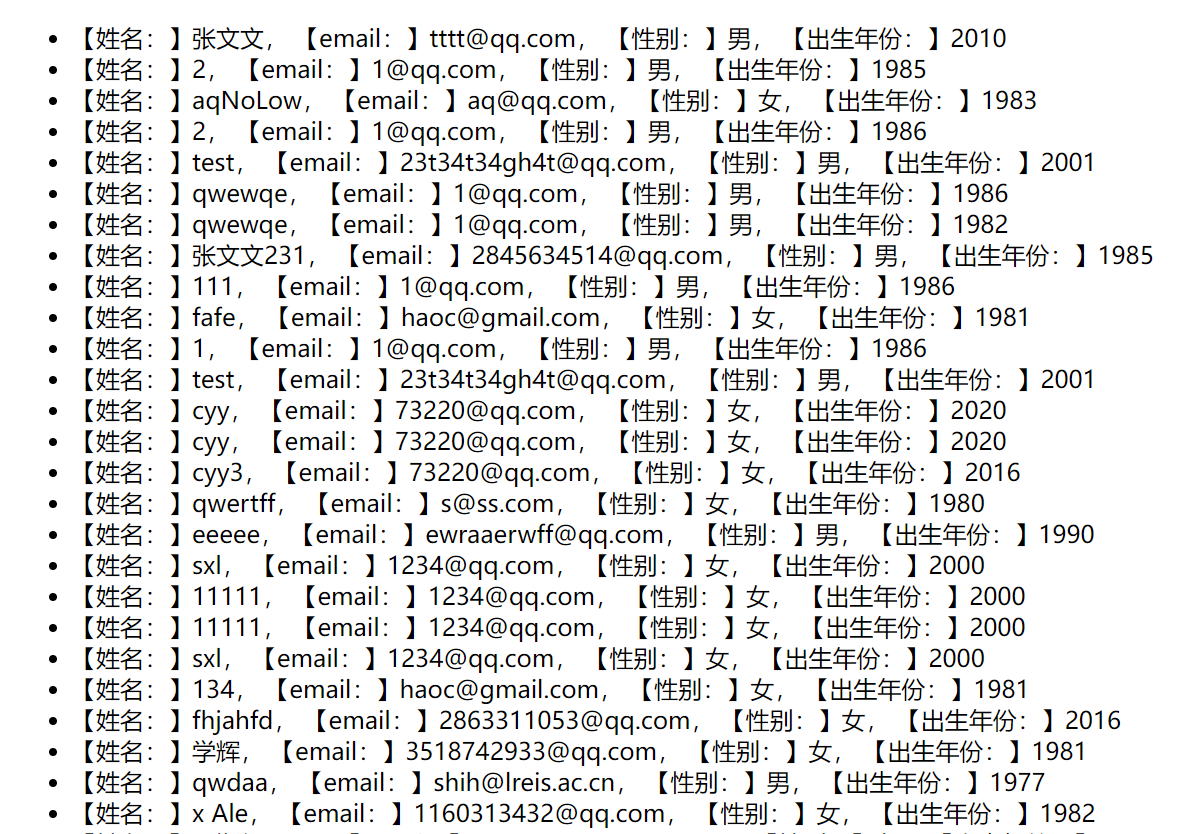 • 【姓名：】张文文，【email：】tttt@qq.com，【性别：】男，【出生年份：】2010
• 【姓名：】2，【email：】1@qq.com，【性别：】男，【出生年份：】1985
• 【姓名：】aqNoLow，【email：】aq@qq.com，【性别：】女，【出生年份：】1983
• 【姓名：】2，【email：】1@qq.com，【性别：】男，【出生年份：】1986
• 【姓名：】test，【email：】23t34t34gh4t@qq.com，【性别：】男，【出生年份：】2001
• 【姓名：】qwewqe，【email：】1@qq.com，【性别：】男，【出生年份：】1986
• 【姓名：】qwewqe，【email：】1@qq.com，【性别：】男，【出生年份：】1982
• 【姓名：】张文文231，【email：】2845634514@qq.com，【性别：】男，【出生年份：】1985
• 【姓名：】111，【email：】1@qq.com，【性别：】男，【出生年份：】1986
• 【姓名：】fafe，【email：】haoc@gmail.com，【性别：】女，【出生年份：】1981
• 【姓名：】1，【email：】1@qq.com，【性别：】男，【出生年份：】1986
• 【姓名：】test，【email：】23t34t34gh4t@qq.com，【性别：】男，【出生年份：】2001
• 【姓名：】cyy，【email：】73220@qq.com，【性别：】女，【出生年份：】2020
• 【姓名：】cyy，【email：】73220@qq.com，【性别：】女，【出生年份：】2020
• 【姓名：】cyy3，【email：】73220@qq.com，【性别：】女，【出生年份：】2016
• 【姓名：】qwertff，【email：】s@ss.com，【性别：】女，【出生年份：】1980
• 【姓名：】eeeee，【email：】ewraaerwff@qq.com，【性别：】男，【出生年份：】1990
• 【姓名：】sxl，【email：】1234@qq.com，【性别：】女，【出生年份：】2000
• 【姓名：】11111，【email：】1234@qq.com，【性别：】女，【出生年份：】2000
• 【姓名：】11111，【email：】1234@qq.com，【性别：】女，【出生年份：】2000
• 【姓名：】sxl，【email：】1234@qq.com，【性别：】女，【出生年份：】2000
• 【姓名：】134，【email：】haoc@gmail.com，【性别：】女，【出生年份：】1981
• 【姓名：】fhjahfd，【email：】2863311053@qq.com，【性别：】女，【出生年份：】2016
• 【姓名：】学辉，【email：】3518742933@qq.com，【性别：】女，【出生年份：】1981
• 【姓名：】qwdaa，【email：】shih@lreis.ac.cn，【性别：】男，【出生年份：】1977
• 【姓名：】x Ale，【email：】1160313432@qq.com，【性别：】女，【出生年份：】1982